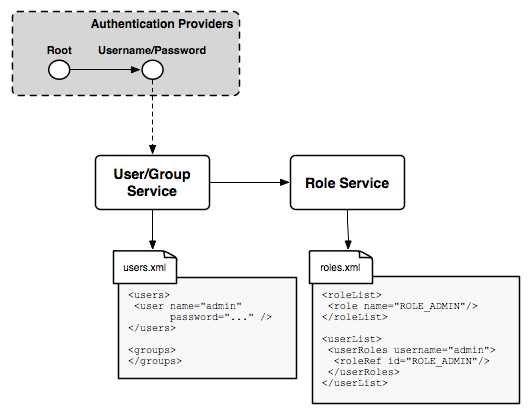 Authentication Providers
Root
Username/Password
User/Group
Service
Role Service
users.xml
<users>
 <user name="admin"
       password="..." />
</users>

<groups>
</groups>
roles.xml
<roleList>
 <role name="ROLE_ADMIN"/>
</roleList>

<userList>
 <userRoles username="admin">
  <roleRef id="ROLE_ADMIN"/>
 </userRoles>
</userList>